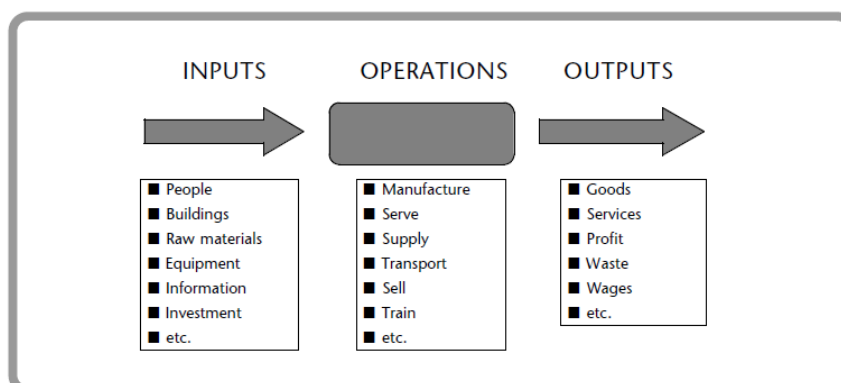 INPUTS
OPERATIONS
OUTPUTS
■ People
■ Buildings
■ Raw materials
■ Equipment
■ Information
■ Investment
■ etc.
■ Manufacture
■ Serve
■ Supply
■ Transport
■ Sell
■ Train
■ etc.
■ Goods
■ Services
■ Profit
■ Waste
■ Wages
■ etc.